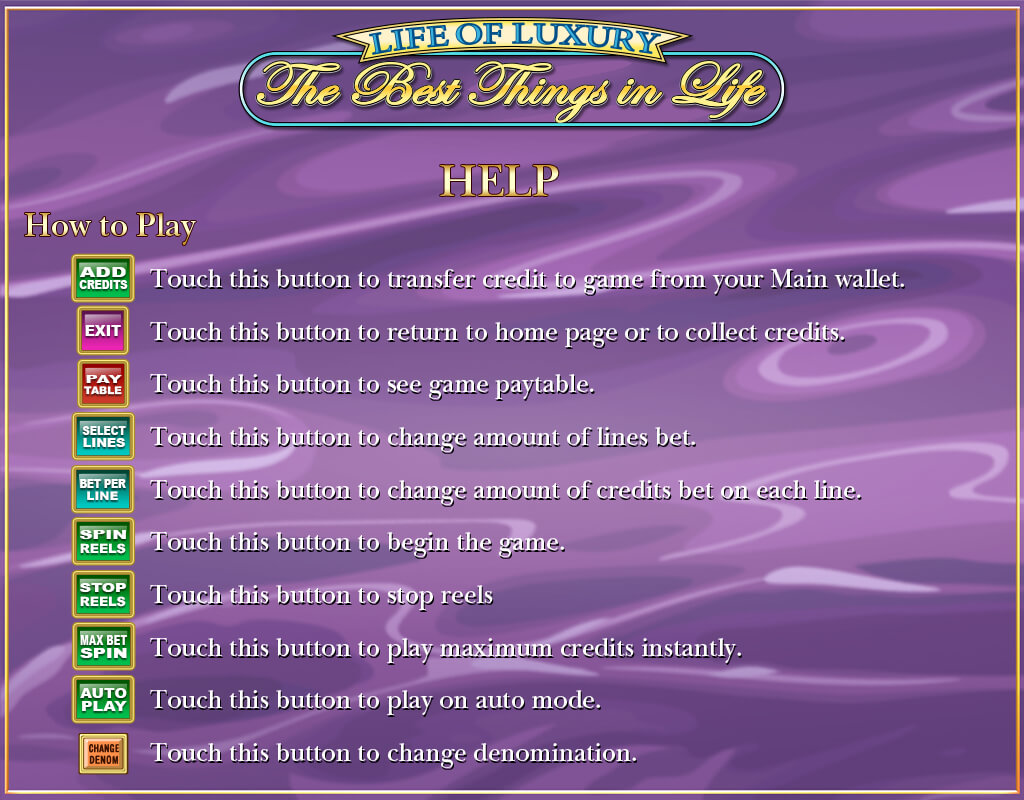 LIFE OF LUXURY
The Best Things in Life
HELP
How to Play
ADD
CREDITS
Touch this button to transfer credit to game from your Main wallet.
EXIT
Touch this button to return to home page or to collect credits.
PAY
TABLE
Touch this button to see game paytable.
SELECT
LINES
Touch this button to change amount of lines bet.
BET PER
LINE
Touch this button to change amount of credits bet on each line.
SPIN
REELS
Touch this button to begin the game.
STOP
REELS
Touch this button to stop reels
MAX BET
SPIN
Touch this button to play maximum credits instantly.
AUTO
PLAY
Touch this button to play on auto mode.
CHANGE
DENOM
Touch this button to change denomination.